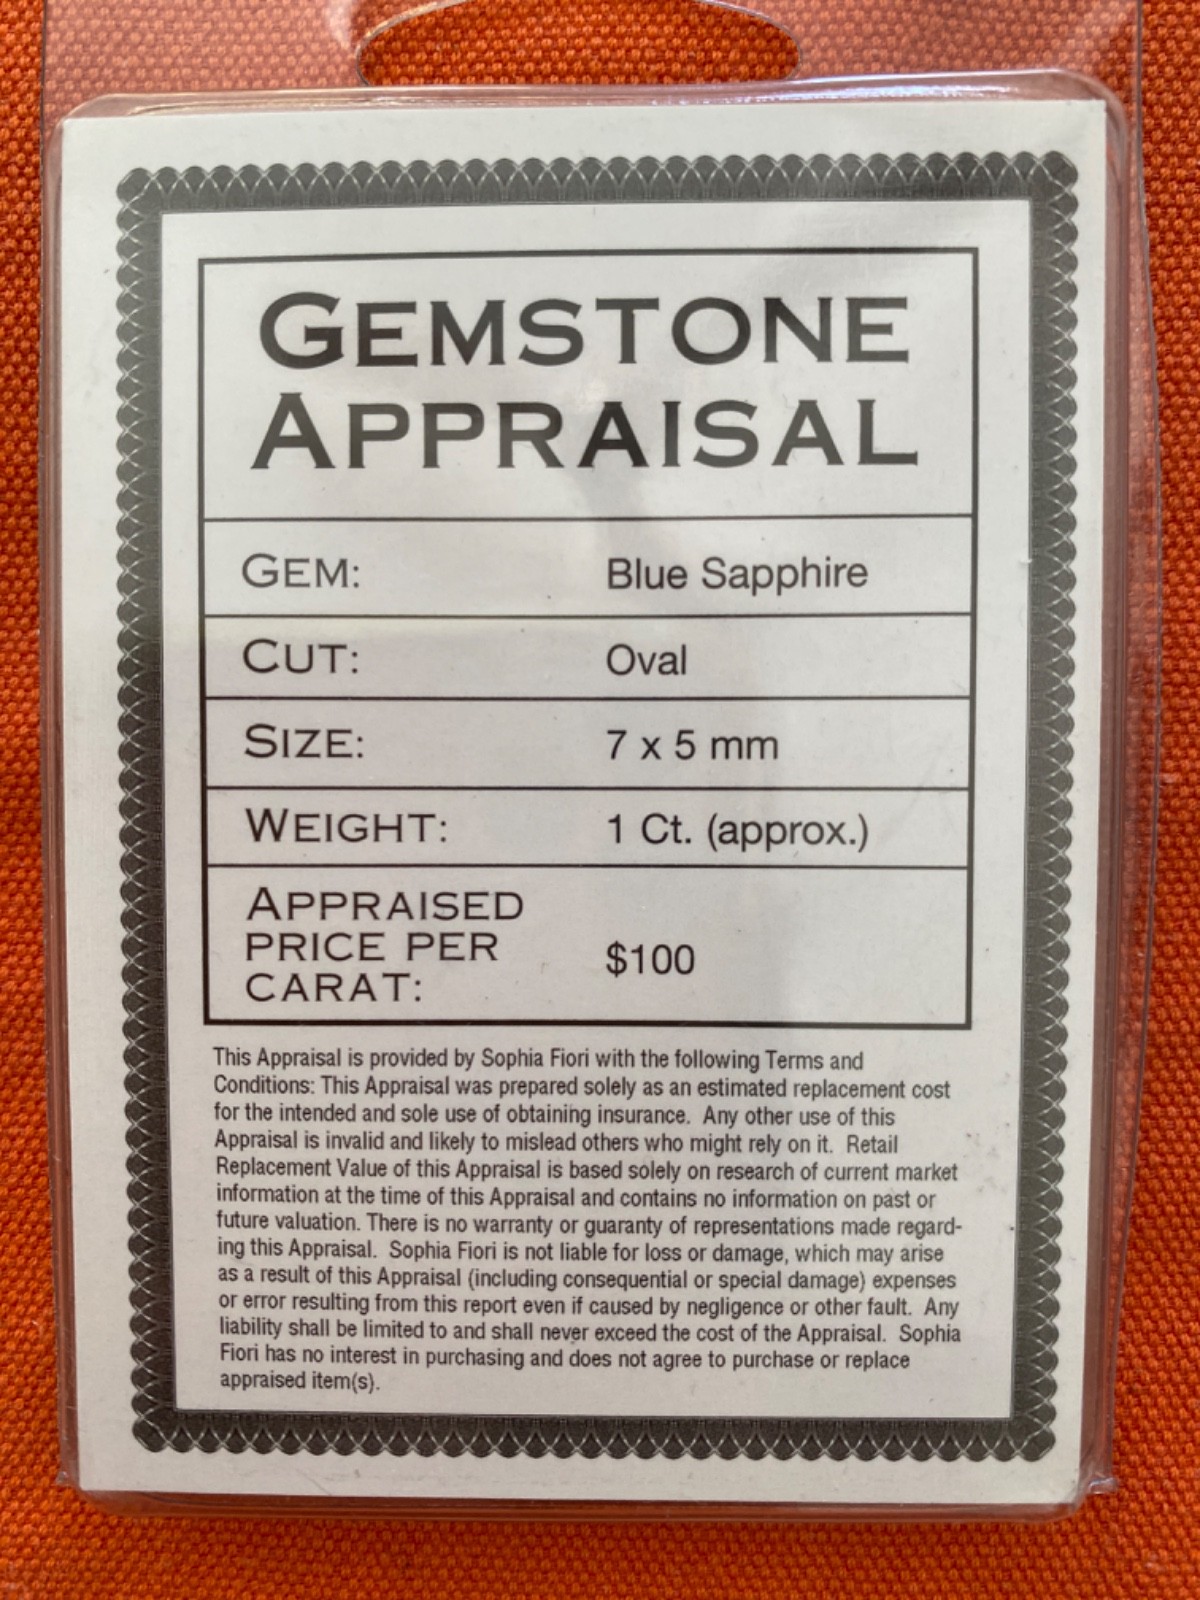 GEMSTONE
APPRAISAL
GEM: Blue Sapphire
CUT: Oval
SIZE: 7 x 5 mm
WEIGHT: 1 Ct. (approx.)
APPRAISED
PRICE PER
CARAT: $100
This Appraisal is provided by Sophia Fiori with the following Terms and
Conditions: This Appraisal was prepared solely as an estimated replacement cost
for the intended and sole use of obtaining insurance. Any other use of this
Appraisal is invalid and likely to mislead others who might rely on it. Retail
Replacement Value of this Appraisal is based solely on research of current market
information at the time of this Appraisal and contains no information on past or
future valuation. There is no warranty or guaranty of representations made regard-
ing this Appraisal. Sophia Fiori is not liable for loss or damage, which may arise
as a result of this Appraisal (including consequential or special damage) expenses
or error resulting from this report even if caused by negligence or other fault. Any
liability shall be limited to and shall never exceed the cost of the Appraisal. Sophia
Fiori has no interest in purchasing and does not agree to purchase or replace
appraised item(s).